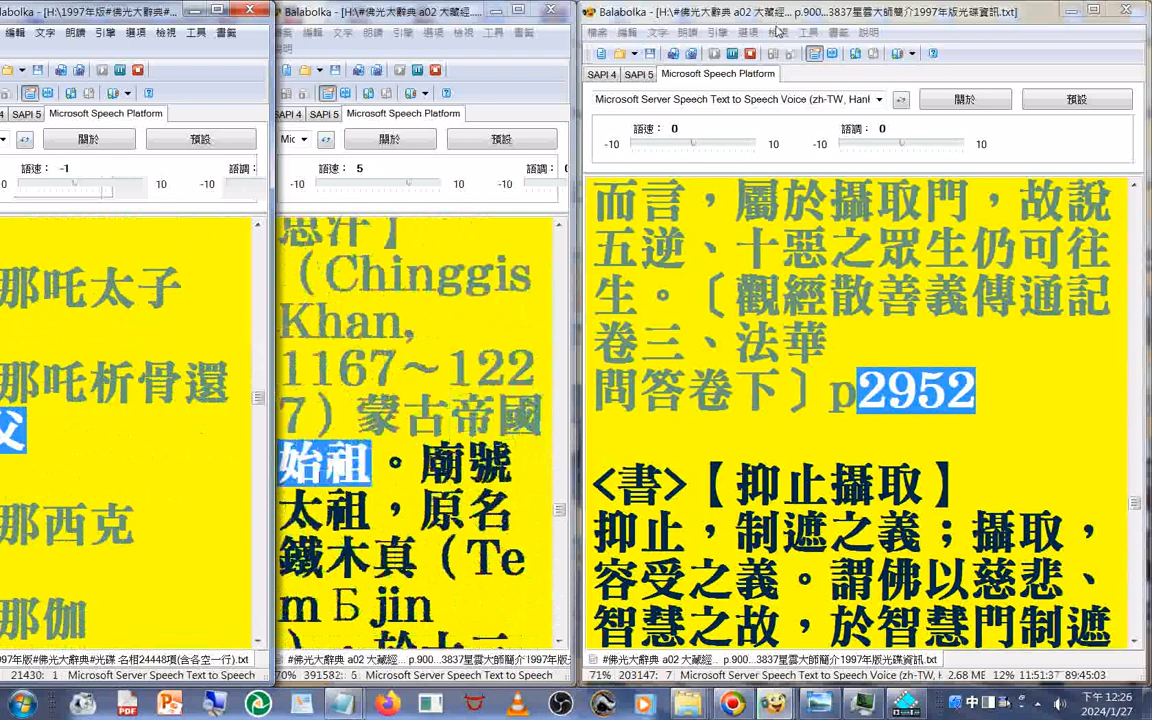 Balabolka - [H:\1997年版#佛光大辭典#...
編輯 文字 朗讀 引擎 選項 檢視 工具 書籤
4 SAPI 5 Microsoft Speech Platform
關於 預設
語速： -1 語調：
0 10 -10
那吒太子
那吒析骨還
父
那西克
那伽
997年版#佛光大辭典#光碟 名相24448項(含各空一行).txt
21430: 1 Microsoft Server Speech Text to Speech
Balabolka - [H:\#佛光大辭典 a02 大藏經...
編輯 文字 朗讀 引擎 選項 檢視 工具 書籤
說明
API 4 SAPI 5 Microsoft Speech Platform
Mic 關於 預設
語速： 5 語調： 0
-10 10 -10
思汗】
（Chinggis
Khan,
1167～122
7）蒙古帝國
始祖。廟號
太祖，原名
鐵木真（Te
mБjin
#佛光大辭典 a02 大藏經... p.900...3837星雲大師簡介1997年版光
70% 391582: 5 Microsoft Server Speech Text to Speech
Balabolka - [H:\#佛光大辭典 a02 大藏經... p.900...3837星雲大師簡介1997年版光碟資訊.txt]
檔案 編輯 文字 朗讀 引擎 選項 檢視 工具 書籤 說明
SAPI 4 SAPI 5 Microsoft Speech Platform
Microsoft Server Speech Text to Speech Voice (zh-TW, HanH 關於 預設
語速： 0 語調： 0
-10 10 -10 10
而言，屬於攝取門，故說
五逆、十惡之眾生仍可往
生。〔觀經散善義傳通記
卷三、法華
問答卷下〕p2952
<書>【抑止攝取】
抑止，制遮之義；攝取，
容受之義。謂佛以慈悲、
智慧之故，於智慧門制遮
#佛光大辭典 a02 大藏經... p.900...3837星雲大師簡介1997年版光碟資訊.txt
71% 203147: 7 Microsoft Server Speech Text to Speech Voice (zh-TW, Ha 2.68 ME 12% 11:51:37 89:45:03
中
下午 12:26
2024/1/27